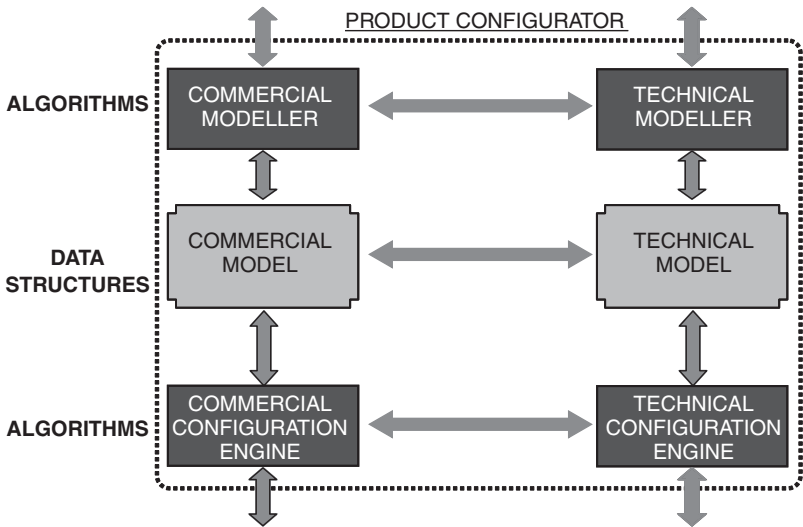 PRODUCT CONFIGURATOR
ALGORITHMS
COMMERCIAL
MODELLER
TECHNICAL
MODELLER
DATA
STRUCTURES
COMMERCIAL
MODEL
TECHNICAL
MODEL
ALGORITHMS
COMMERCIAL
CONFIGURATION
ENGINE
TECHNICAL
CONFIGURATION
ENGINE